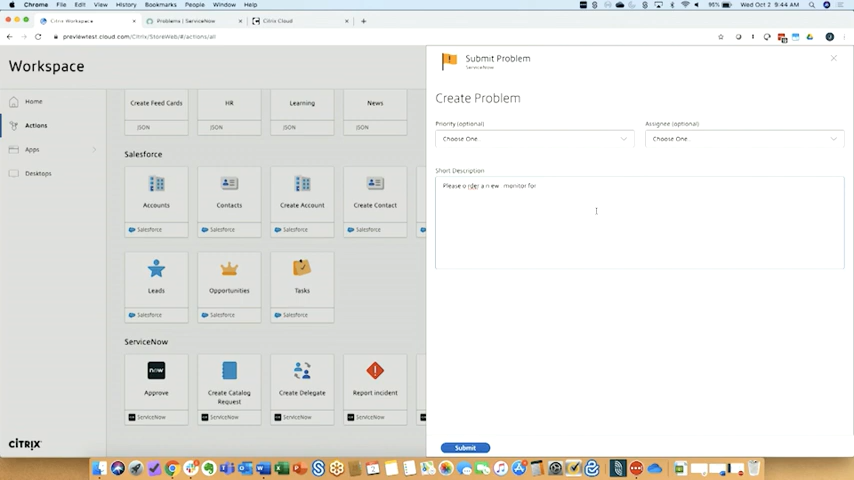 Chrome File Edit View History Bookmarks People Window Help
95% Wed Oct 2 9:44 AM
Citrix Workspace
Problems | ServiceNow
Citrix Cloud
previewtest.cloud.com/Citrix/StoreWeb/#/actions/all
Workspace
Home
Actions
Apps
Desktops
CİTRIX
Create Feed Cards HR Learning News
JSON JSON JSON JSON
Salesforce
Accounts Contacts Create Account Create Contact
Salesforce Salesforce Salesforce Salesforce
Leads Opportunities Tasks
Salesforce Salesforce Salesforce
ServiceNow
now
Approve Create Catalog Request Create Delegate Report incident
ServiceNow ServiceNow ServiceNow ServiceNow
Submit Problem
ServiceNow
Create Problem
Priority (optional) Assignee (optional)
Choose One Choose One..
Short Description
Please order a new monitor for
Submit